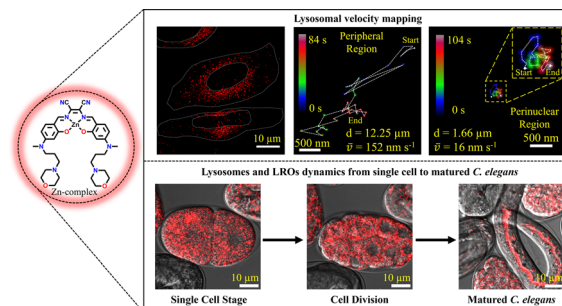 Lysosomal velocity mapping
10 μm
84 s
0 s
Peripheral
Region
Start
End
500 nm
d = 12.25 μm
ṽ = 152 nm s⁻¹
104 s
0 s
Start
End
Perinuclear
Region
500 nm
d = 1.66 μm
ṽ = 16 nm s⁻¹
NC
CN
N
N
Zn
O
O
N
N
N
N
O
O
Zn-complex
Lysosomes and LROs dynamics from single cell to matured C. elegans
10 μm
10 μm
10 μm
Single Cell Stage
Cell Division
Matured C. elegans